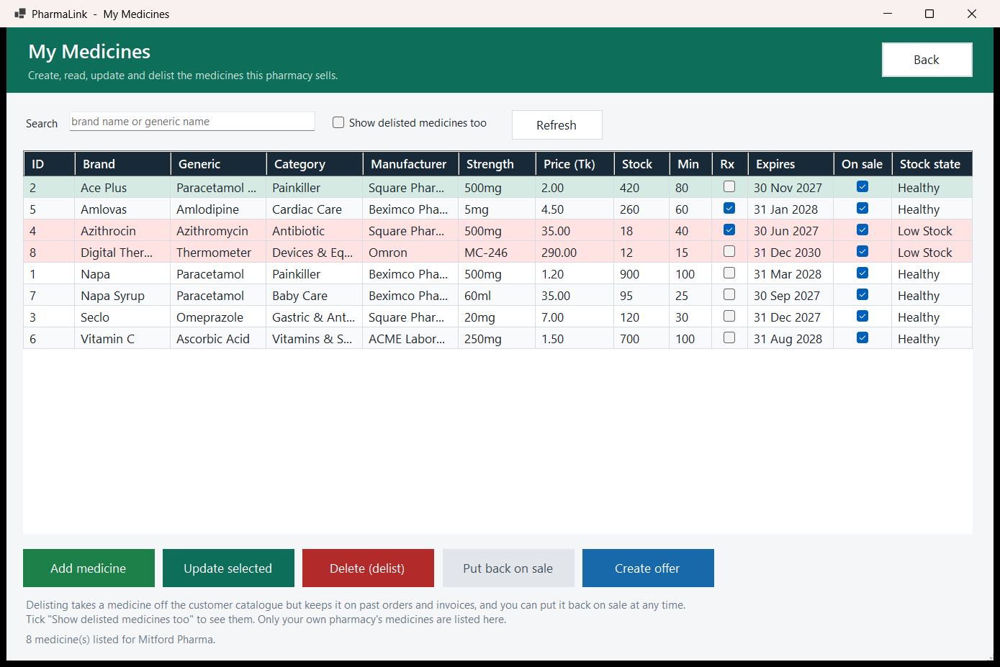 PharmaLink - My Medicines
My Medicines
Back
Create, read, update and delist the medicines this pharmacy sells.
Search brand name or generic name Show delisted medicines too Refresh
ID Brand Generic Category Manufacturer Strength Price (Tk) Stock Min Rx Expires On sale Stock state
2 Ace Plus Paracetamol ... Painkiller Square Phar... 500mg 2.00 420 80 30 Nov 2027 Healthy
5 Amlovas Amlodipine Cardiac Care Beximco Pha... 5mg 4.50 260 60 31 Jan 2028 Healthy
4 Azithrocin Azithromycin Antibiotic Square Phar... 500mg 35.00 18 40 30 Jun 2027 Low Stock
8 Digital Ther... Thermometer Devices & Eq... Omron MC-246 290.00 12 15 31 Dec 2030 Low Stock
1 Napa Paracetamol Painkiller Beximco Pha... 500mg 1.20 900 100 31 Mar 2028 Healthy
7 Napa Syrup Paracetamol Baby Care Beximco Pha... 60ml 35.00 95 25 30 Sep 2027 Healthy
3 Seclo Omeprazole Gastric & Ant... Square Phar... 20mg 7.00 120 30 31 Dec 2027 Healthy
6 Vitamin C Ascorbic Acid Vitamins & S... ACME Labor... 250mg 1.50 700 100 31 Aug 2028 Healthy
Add medicine Update selected Delete (delist) Put back on sale Create offer
Delisting takes a medicine off the customer catalogue but keeps it on past orders and invoices, and you can put it back on sale at any time.
Tick "Show delisted medicines too" to see them. Only your own pharmacy's medicines are listed here.
8 medicine(s) listed for Mitford Pharma.